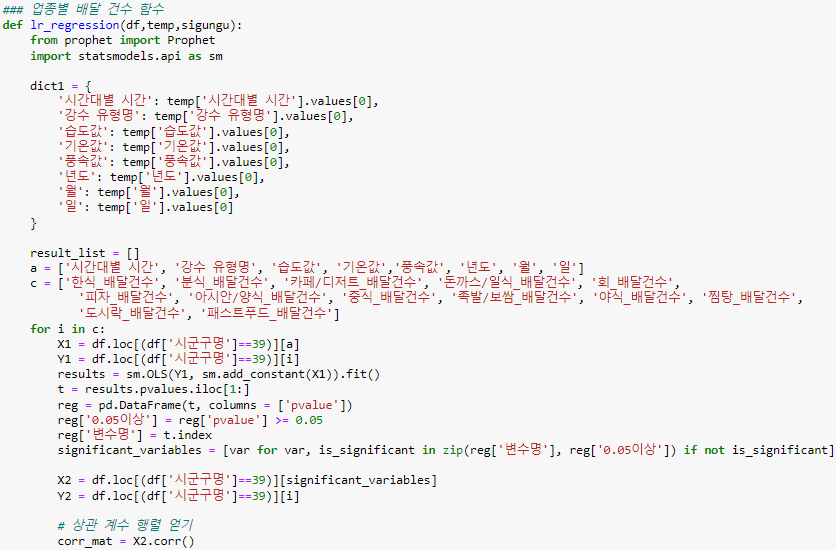 ### 업종별 배달 건수 함수
def lr_regression(df,temp,sigungu):
    from prophet import Prophet
    import statsmodels.api as sm

    dict1 = {
        '시간대별 시간': temp['시간대별 시간'].values[0],
        '강수 유형명': temp['강수 유형명'].values[0],
        '습도값': temp['습도값'].values[0],
        '기온값': temp['기온값'].values[0],
        '풍속값': temp['풍속값'].values[0],
        '년도': temp['년도'].values[0],
        '월': temp['월'].values[0],
        '일': temp['일'].values[0]
    }

    result_list = []
    a = ['시간대별 시간', '강수 유형명', '습도값', '기온값','풍속값', '년도', '월', '일']
    c = ['한식_배달건수', '분식_배달건수', '카페/디저트_배달건수', '돈까스/일식_배달건수', '회_배달건수',
           '피자_배달건수', '아시안/양식_배달건수', '중식_배달건수', '족발/보쌈_배달건수', '야식_배달건수', '찜탕_배달건수',
           '도시락_배달건수', '패스트푸드_배달건수']
    for i in c:
        X1 = df.loc[(df['시군구명']==39)][a]
        Y1 = df.loc[(df['시군구명']==39)][i]
        results = sm.OLS(Y1, sm.add_constant(X1)).fit()
        t = results.pvalues.iloc[1:]
        reg = pd.DataFrame(t, columns = ['pvalue'])
        reg['0.05이상'] = reg['pvalue'] >= 0.05
        reg['변수명'] = t.index
        significant_variables = [var for var, is_significant in zip(reg['변수명'], reg['0.05이상']) if not is_significant]

        X2 = df.loc[(df['시군구명']==39)][significant_variables]
        Y2 = df.loc[(df['시군구명']==39)][i]

        # 상관 계수 행렬 얻기
        corr_mat = X2.corr()